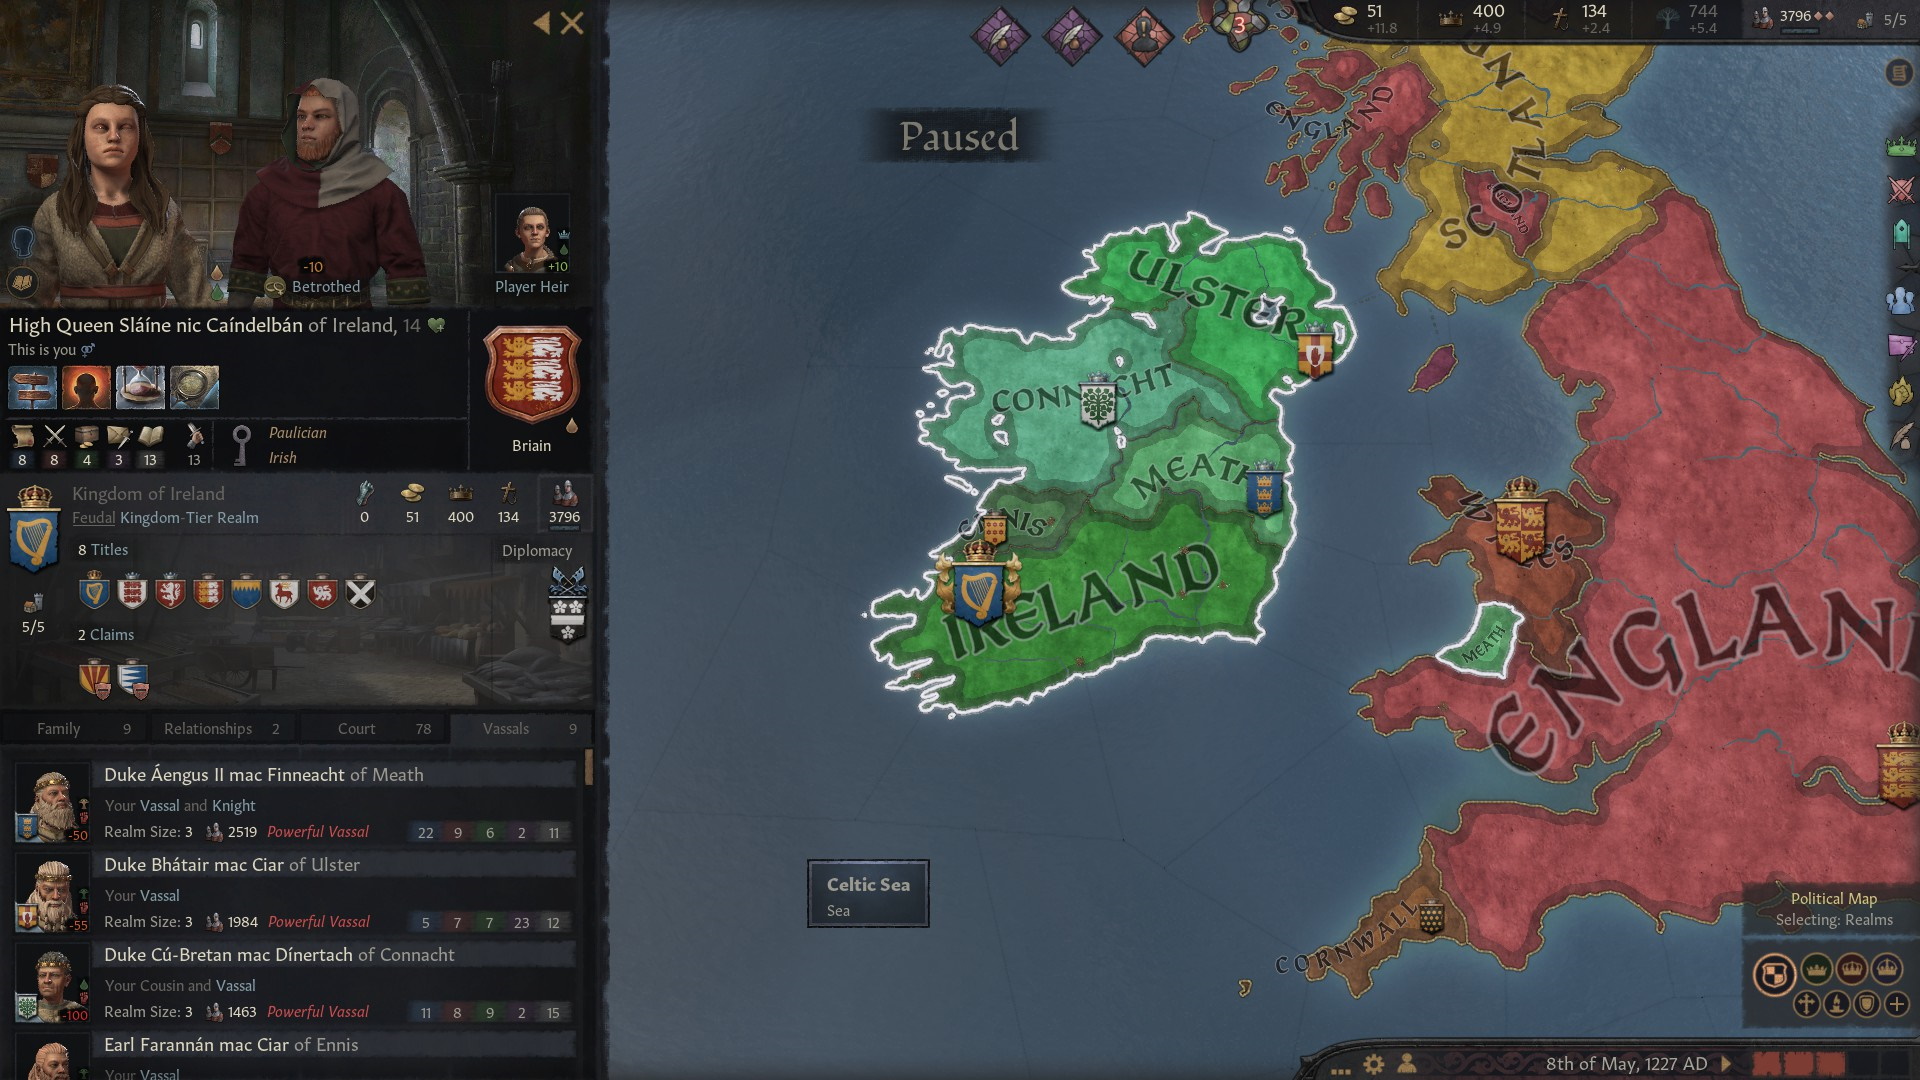 51
+11.8
400
+4.9
134
+2.4
744
+5.4
3796
5/5
3
Paused
-10
Betrothed
+10
Player Heir
High Queen Sláíne nic Caíndelbán of Ireland, 14
This is you
8
8
4
3
13
13
Paulician
Irish
Briain
Kingdom of Ireland
Feudal Kingdom-Tier Realm
0
51
400
134
3796
8 Titles
Diplomacy
5/5
2 Claims
Family 9
Relationships 2
Court 78
Vassals 9
Duke Áengus II mac Finneacht of Meath
Your Vassal and Knight
Realm Size: 3 2519 Powerful Vassal 22 9 6 2 11
-50
Duke Bhátair mac Ciar of Ulster
Your Vassal
Realm Size: 3 1984 Powerful Vassal 5 7 7 23 12
-55
Duke Cú-Bretan mac Dínertach of Connacht
Your Cousin and Vassal
Realm Size: 3 1463 Powerful Vassal 11 8 9 2 15
-100
Earl Farannán mac Ciar of Ennis
Your Vassal
ENGLAND
SCOTLAND
ULSTER
CONNACHT
MEATH
ENNIS
IRELAND
WALES
MEATH
ENGLAND
CORNWALL
Celtic Sea
Sea
Political Map
Selecting: Realms
8th of May, 1227 AD